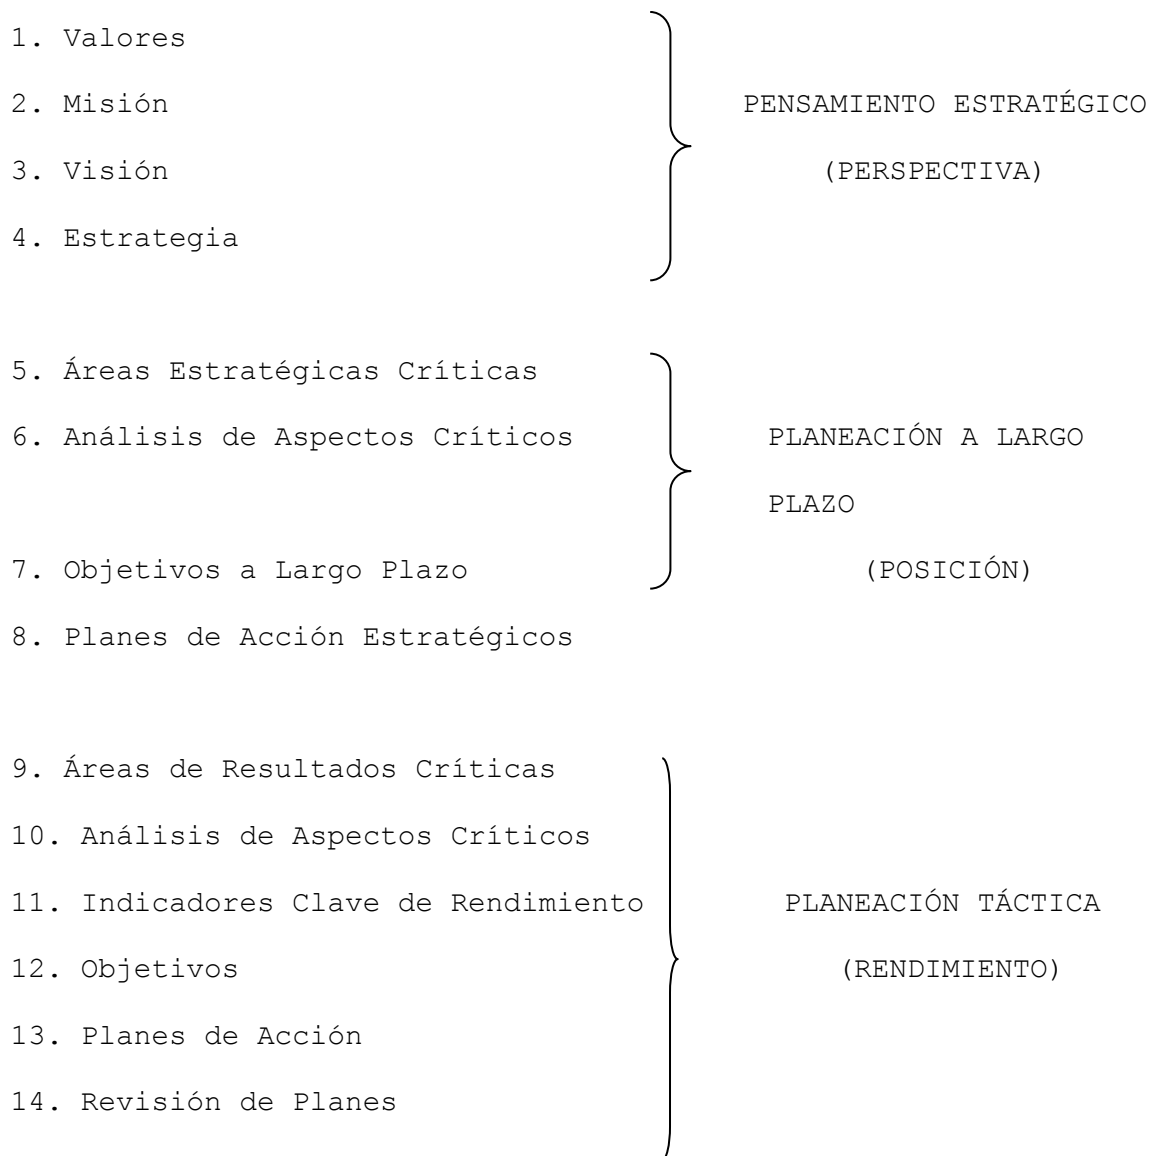 1. Valores
2. Misión PENSAMIENTO ESTRATÉGICO
3. Visión (PERSPECTIVA)
4. Estrategia
5. Áreas Estratégicas Críticas
6. Análisis de Aspectos Críticos PLANEACIÓN A LARGO
PLAZO
7. Objetivos a Largo Plazo (POSICIÓN)
8. Planes de Acción Estratégicos
9. Áreas de Resultados Críticas
10. Análisis de Aspectos Críticos
11. Indicadores Clave de Rendimiento PLANEACIÓN TÁCTICA
12. Objetivos (RENDIMIENTO)
13. Planes de Acción
14. Revisión de Planes